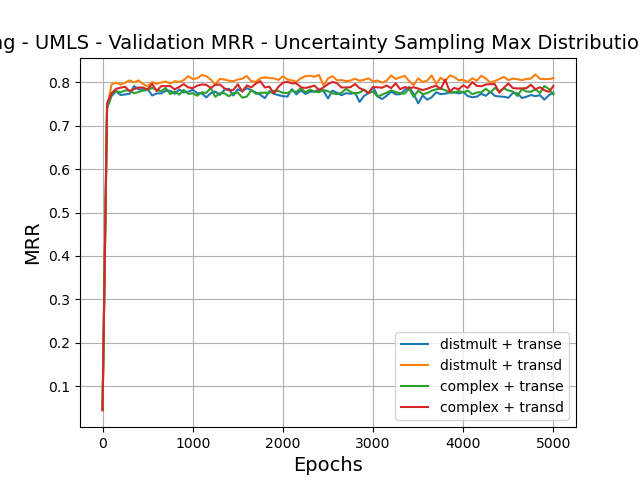 - UMLS - Validation MRR - Uncertainty Sampling Max
MRR
0.8
0.7
0.6
0.5
0.4
0.3
0.2
0.1
distmult + transe
distmult + transd
complex + transe
complex + transd
0 1000 2000 3000 4000 5000
Epochs